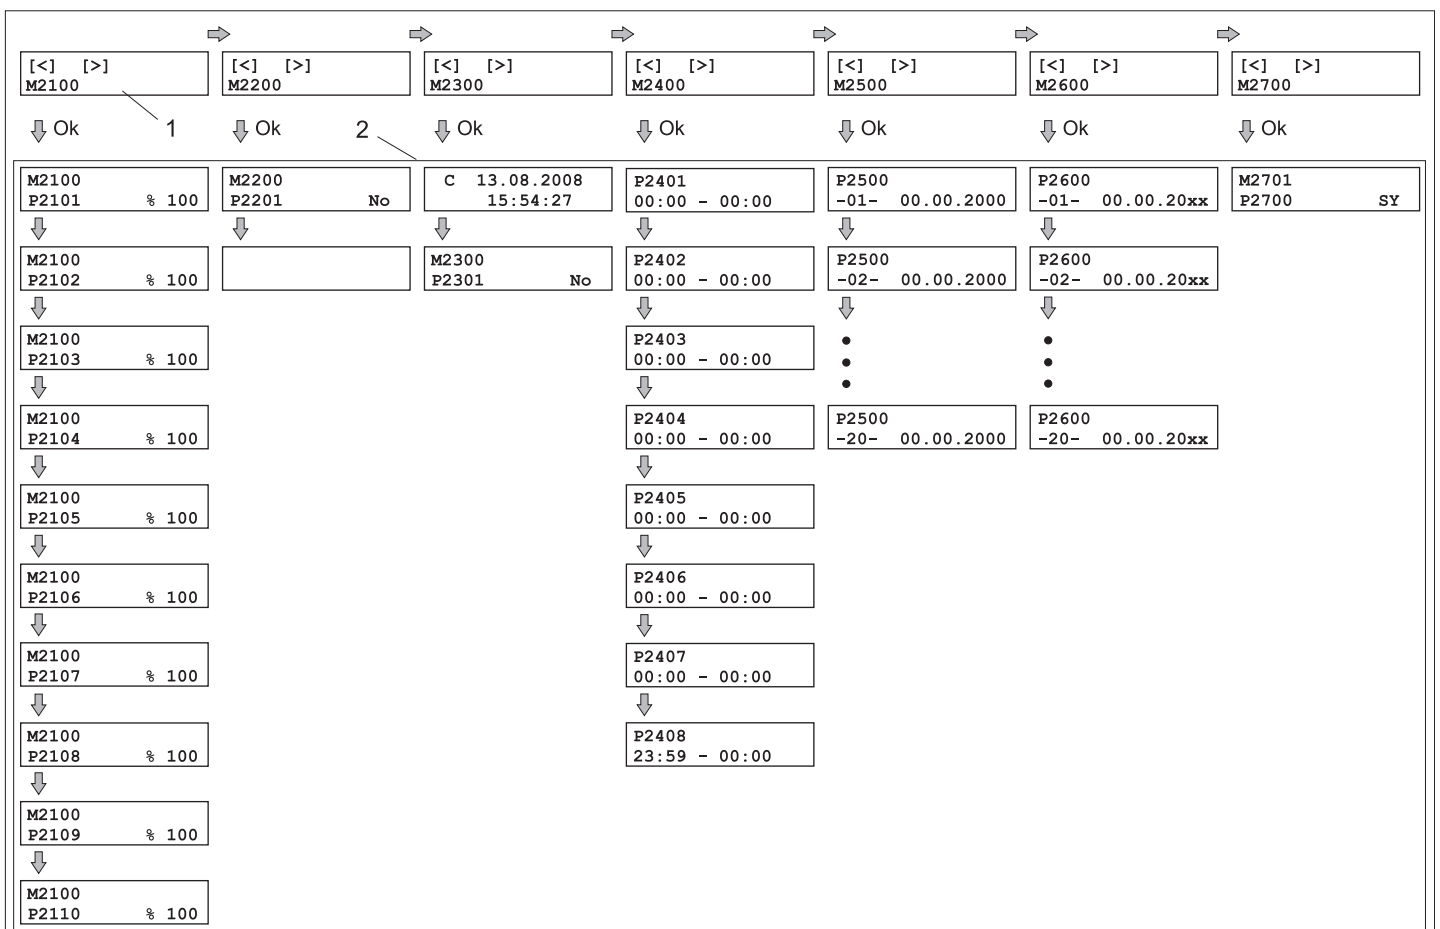 [<] [>]
M2100
[<] [>]
M2200
[<] [>]
M2300
[<] [>]
M2400
[<] [>]
M2500
[<] [>]
M2600
[<] [>]
M2700
Ok
1
Ok
2
Ok
Ok
Ok
Ok
Ok
M2100
P2101 % 100
M2100
P2102 % 100
M2100
P2103 % 100
M2100
P2104 % 100
M2100
P2105 % 100
M2100
P2106 % 100
M2100
P2107 % 100
M2100
P2108 % 100
M2100
P2109 % 100
M2100
P2110 % 100
M2200
P2201 No
C 13.08.2008
15:54:27
M2300
P2301 No
P2401
00:00 - 00:00
P2402
00:00 - 00:00
P2403
00:00 - 00:00
P2404
00:00 - 00:00
P2405
00:00 - 00:00
P2406
00:00 - 00:00
P2407
00:00 - 00:00
P2408
23:59 - 00:00
P2500
-01- 00.00.2000
P2500
-02- 00.00.2000
P2500
-20- 00.00.2000
P2600
-01- 00.00.20xx
P2600
-02- 00.00.20xx
P2600
-20- 00.00.20xx
M2701
P2700 SY